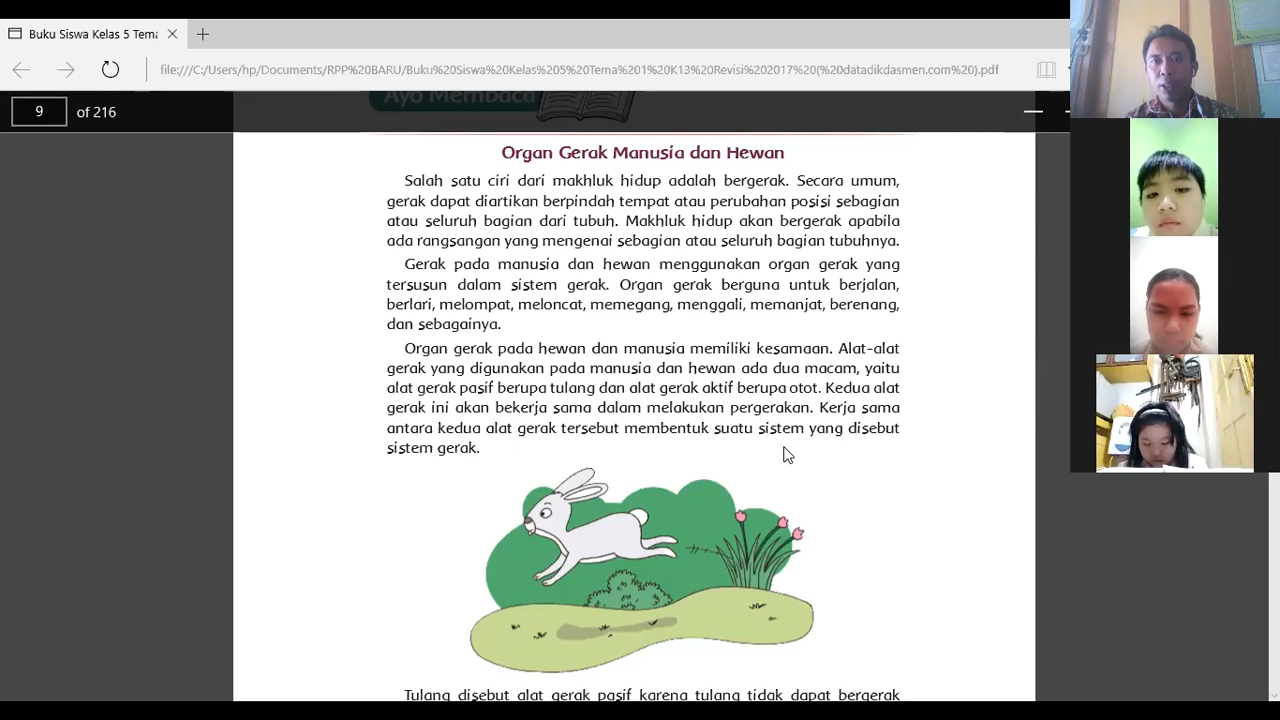 Buku Siswa Kelas 5 Tema
file:///C:/Users/hp/Documents/RPP%20BARU/Buku%20Siswa%20Kelas%205%20Tema%201%20K13%20Revisi%202017%20(%20datadikdasmen.com%20).pdf
9 of 216
Ayo Membaca
Organ Gerak Manusia dan Hewan
Salah satu ciri dari makhluk hidup adalah bergerak. Secara umum,
gerak dapat diartikan berpindah tempat atau perubahan posisi sebagian
atau seluruh bagian dari tubuh. Makhluk hidup akan bergerak apabila
ada rangsangan yang mengenai sebagian atau seluruh bagian tubuhnya.
Gerak pada manusia dan hewan menggunakan organ gerak yang
tersusun dalam sistem gerak. Organ gerak berguna untuk berjalan,
berlari, melompat, meloncat, memegang, menggali, memanjat, berenang,
dan sebagainya.
Organ gerak pada hewan dan manusia memiliki kesamaan. Alat-alat
gerak yang digunakan pada manusia dan hewan ada dua macam, yaitu
alat gerak pasif berupa tulang dan alat gerak aktif berupa otot. Kedua alat
gerak ini akan bekerja sama dalam melakukan pergerakan. Kerja sama
antara kedua alat gerak tersebut membentuk suatu sistem yang disebut
sistem gerak.
Tulang disebut alat gerak pasif karena tulang tidak dapat bergerak